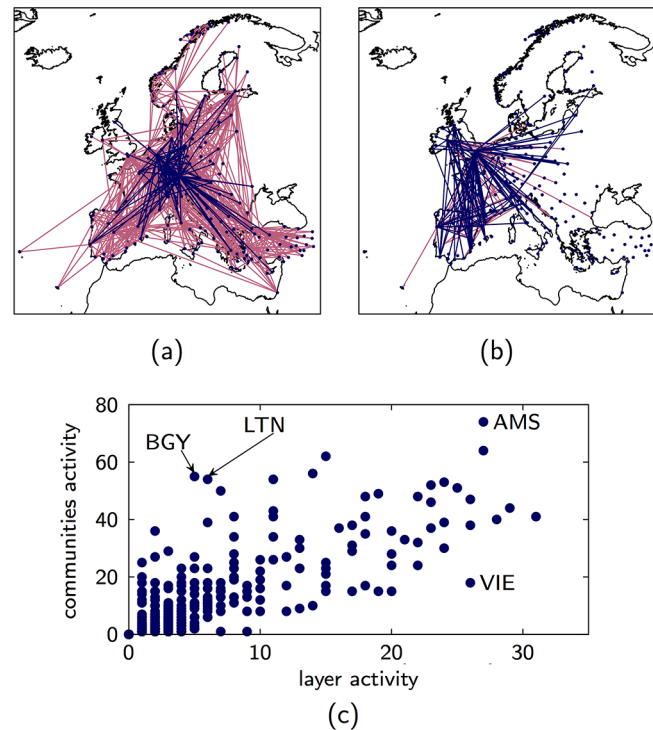 (a)
(b)
80
60
40
20
0
communities activity
BGY
LTN
AMS
VIE
0
10
20
30
layer activity
(c)